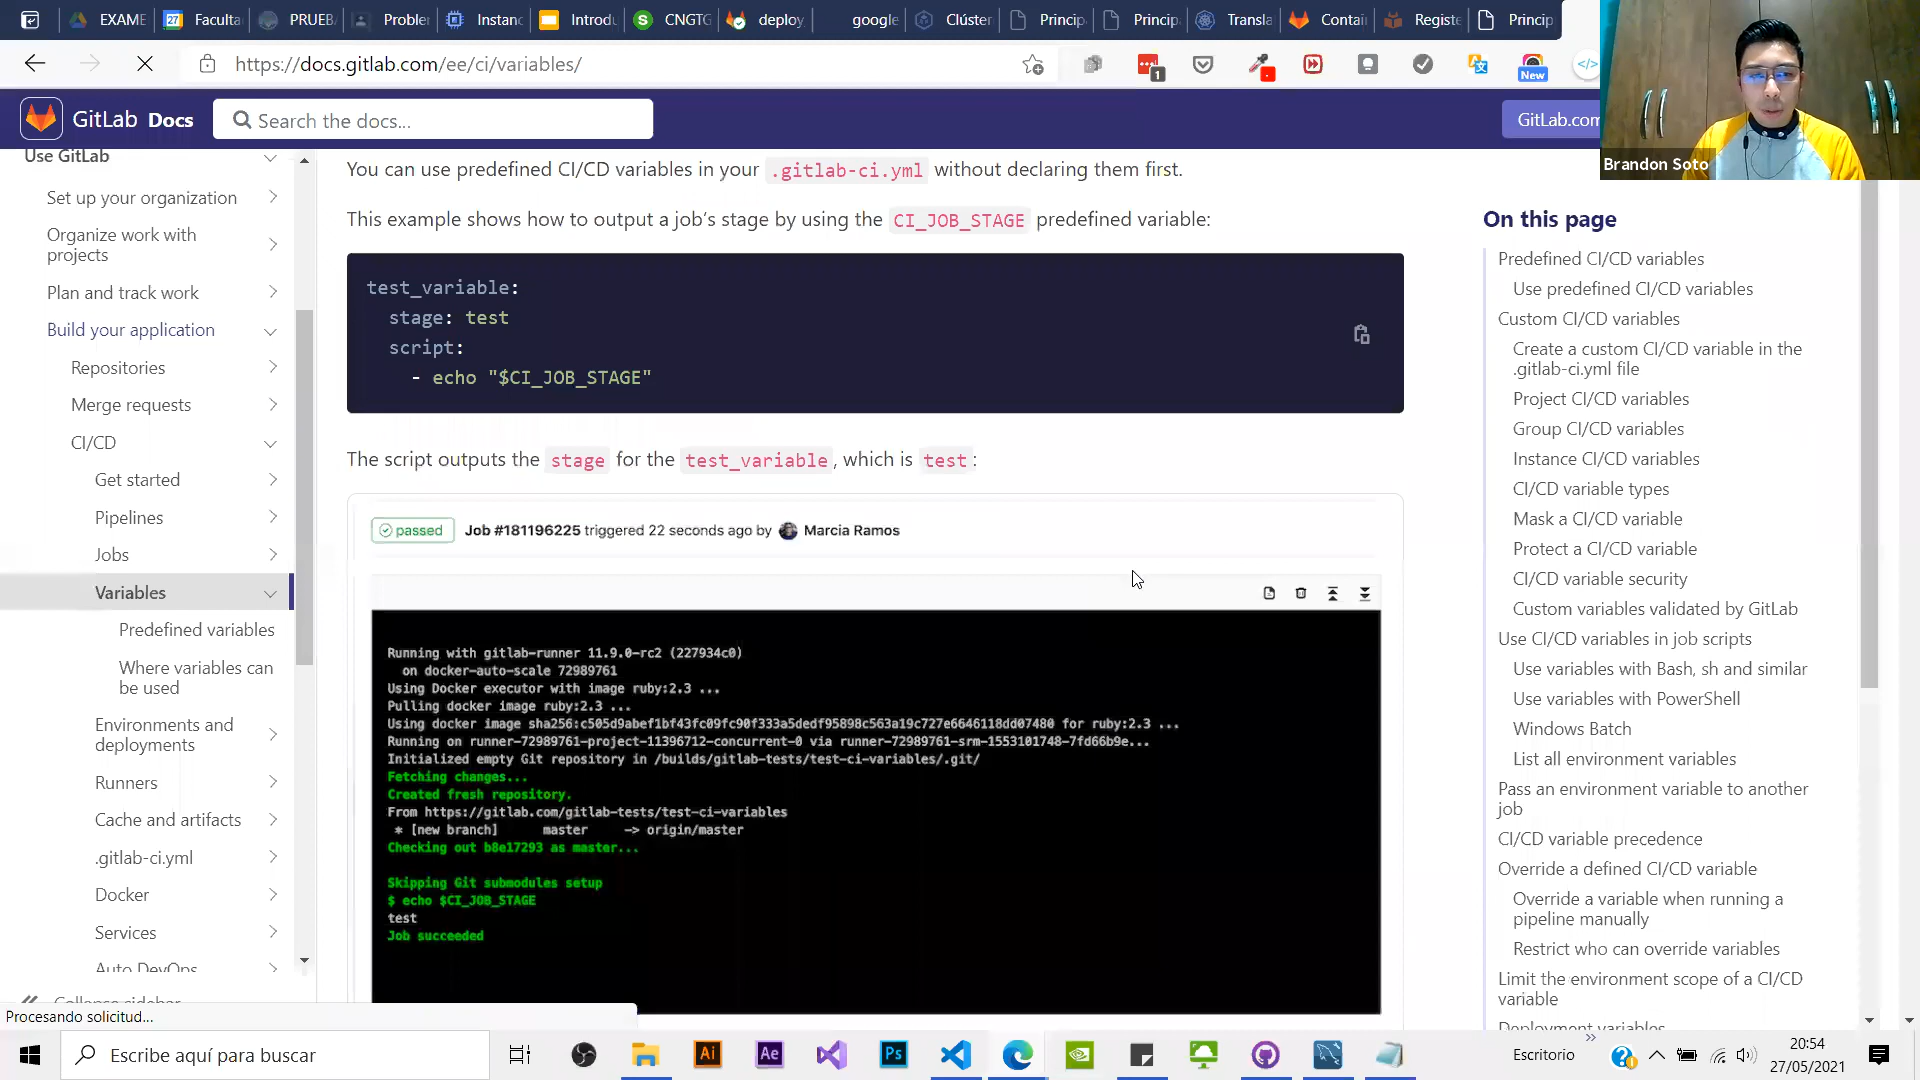 EXAME
27 Faculta
PRUEB
Probler
Instanc
Introdu
S CNGTG
deploy
google
Clúster
Princip
Princip
Transla
Contai
Registe
Princip
https://docs.gitlab.com/ee/ci/variables/
1
New
GitLab Docs
Search the docs...
GitLab.com
Brandon Soto
Use GitLab
Set up your organization
Organize work with
projects
Plan and track work
Build your application
Repositories
Merge requests
CI/CD
Get started
Pipelines
Jobs
Variables
Predefined variables
Where variables can
be used
Environments and
deployments
Runners
Cache and artifacts
.gitlab-ci.yml
Docker
Services
Auto DevOps
Collapse sidebar
Procesando solicitud...
You can use predefined CI/CD variables in your .gitlab-ci.yml without declaring them first.
This example shows how to output a job's stage by using the CI_JOB_STAGE predefined variable:
test_variable:
stage: test
script:
- echo "$CI_JOB_STAGE"
The script outputs the stage for the test_variable, which is test:
passed Job #181196225 triggered 22 seconds ago by Marcia Ramos
Running with gitlab-runner 11.9.0-rc2 (227934c0)
on docker-auto-scale 72989761
Using Docker executor with image ruby:2.3 ...
Pulling docker image ruby:2.3 ...
Using docker image sha256:c505d9abef1bf43fc09fc90f333a5dedf95898c563a19c727e6646118dd07480 for ruby:2.3 ...
Running on runner-72989761-project-11396712-concurrent-0 via runner-72989761-srm-1553101748-7fd66b9e...
Initialized empty Git repository in /builds/gitlab-tests/test-ci-variables/.git/
Fetching changes...
Created fresh repository.
From https://gitlab.com/gitlab-tests/test-ci-variables
* [new branch] master -> origin/master
Checking out b8e17293 as master...
Skipping Git submodules setup
$ echo $CI_JOB_STAGE
test
Job succeeded
On this page
Predefined CI/CD variables
Use predefined CI/CD variables
Custom CI/CD variables
Create a custom CI/CD variable in the
.gitlab-ci.yml file
Project CI/CD variables
Group CI/CD variables
Instance CI/CD variables
CI/CD variable types
Mask a CI/CD variable
Protect a CI/CD variable
CI/CD variable security
Custom variables validated by GitLab
Use CI/CD variables in job scripts
Use variables with Bash, sh and similar
Use variables with PowerShell
Windows Batch
List all environment variables
Pass an environment variable to another
job
CI/CD variable precedence
Override a defined CI/CD variable
Override a variable when running a
pipeline manually
Restrict who can override variables
Limit the environment scope of a CI/CD
variable
Deployment variables
Escribe aquí para buscar
Ai
Ae
Ps
Escritorio
20:54
27/05/2021